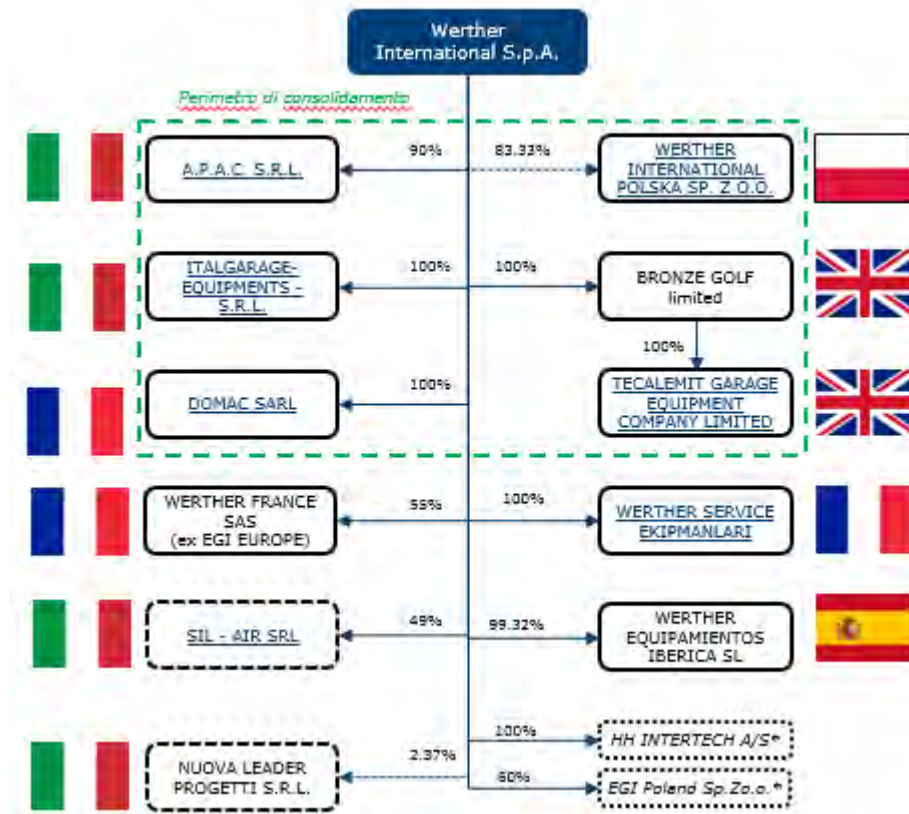 Werther
International S.p.A.
Perimetro di consolidamento
A.P.A.C. S.R.L.
90%
83.33%
WERTHER
INTERNATIONAL
POLSKA SP. Z O.O.
ITALGARAGE-
EQUIPMENTS -
S.R.L.
100%
100%
BRONZE GOLF
limited
100%
DOMAC SARL
100%
TECALEMIT GARAGE
EQUIPMENT
COMPANY LIMITED
WERTHER FRANCE
SAS
(ex EGI EUROPE)
55%
100%
WERTHER SERVICE
EKIPMANLARI
SIL - AIR SRL
49%
99.32%
WERTHER
EQUIPAMIENTOS
IBERICA SL
100%
HH INTERTECH A/S*
NUOVA LEADER
PROGETTI S.R.L.
2.37%
60%
EGI Poland Sp.Zo.o.*